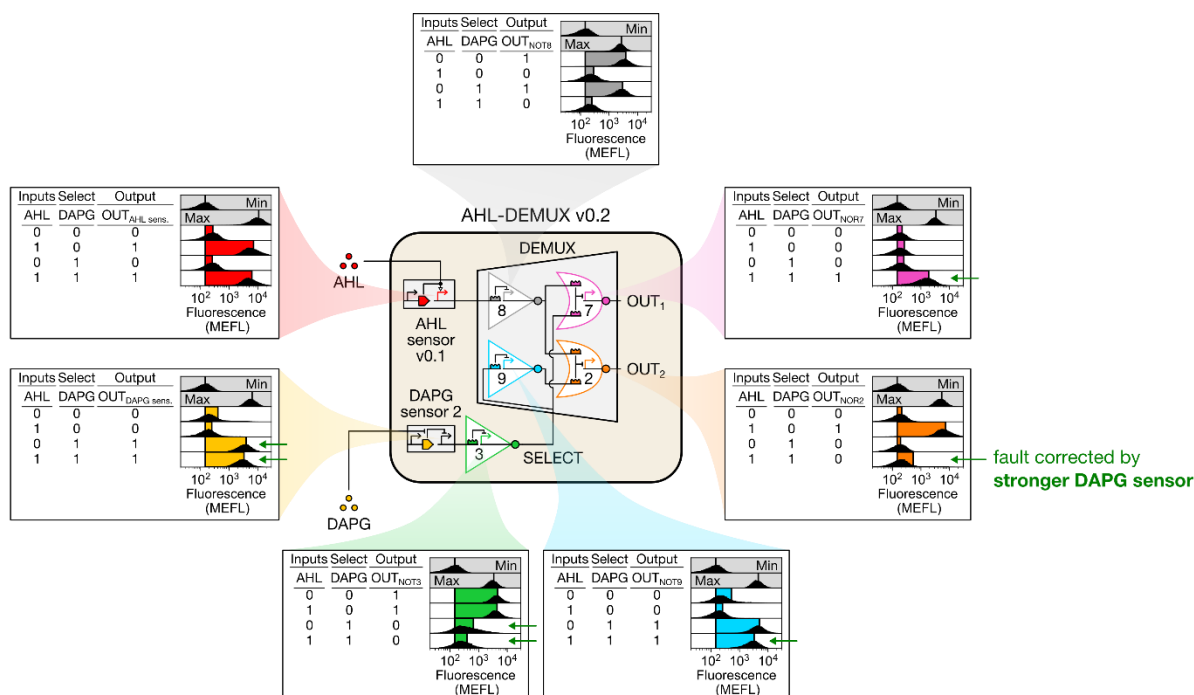 Inputs Select Output
AHL DAPG OUTNOT8
0 0 1
1 0 0
0 1 1
1 1 0
Min
Max
10² 10³ 10⁴
Fluorescence
(MEFL)
Inputs Select Output
AHL DAPG OUTAHL sens.
0 0 0
1 0 1
0 1 0
1 1 1
Min
Max
10² 10³ 10⁴
Fluorescence
(MEFL)
AHL-DEMUX v0.2
DEMUX
AHL
AHL
sensor
v0.1
8
7
OUT₁
9
2
OUT₂
DAPG
sensor 2
3
SELECT
DAPG
Inputs Select Output
AHL DAPG OUTNOR7
0 0 0
1 0 0
0 1 0
1 1 1
Min
Max
10² 10³ 10⁴
Fluorescence
(MEFL)
Inputs Select Output
AHL DAPG OUTDAPG sens.
0 0 0
1 0 0
0 1 1
1 1 1
Min
Max
10² 10³ 10⁴
Fluorescence
(MEFL)
Inputs Select Output
AHL DAPG OUTNOR2
0 0 0
1 0 1
0 1 0
1 1 0
Min
Max
10² 10³ 10⁴
Fluorescence
(MEFL)
fault corrected by
stronger DAPG sensor
Inputs Select Output
AHL DAPG OUTNOT3
0 0 1
1 0 1
0 1 0
1 1 0
Min
Max
10² 10³ 10⁴
Fluorescence
(MEFL)
Inputs Select Output
AHL DAPG OUTNOT9
0 0 0
1 0 0
0 1 1
1 1 1
Min
Max
10² 10³ 10⁴
Fluorescence
(MEFL)